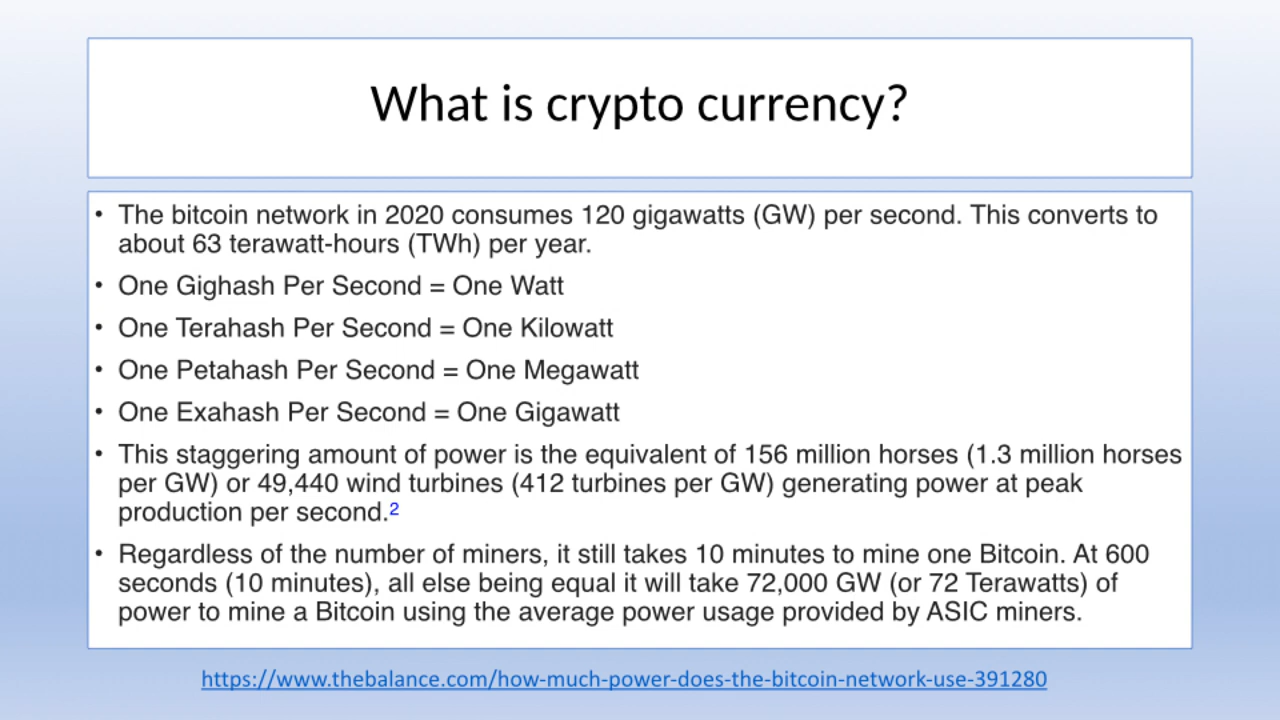 What is crypto currency?
• The bitcoin network in 2020 consumes 120 gigawatts (GW) per second. This converts to
about 63 terawatt-hours (TWh) per year.
• One Gighash Per Second = One Watt
• One Terahash Per Second = One Kilowatt
• One Petahash Per Second = One Megawatt
• One Exahash Per Second = One Gigawatt
• This staggering amount of power is the equivalent of 156 million horses (1.3 million horses
per GW) or 49,440 wind turbines (412 turbines per GW) generating power at peak
production per second.2
• Regardless of the number of miners, it still takes 10 minutes to mine one Bitcoin. At 600
seconds (10 minutes), all else being equal it will take 72,000 GW (or 72 Terawatts) of
power to mine a Bitcoin using the average power usage provided by ASIC miners.
https://www.thebalance.com/how-much-power-does-the-bitcoin-network-use-391280